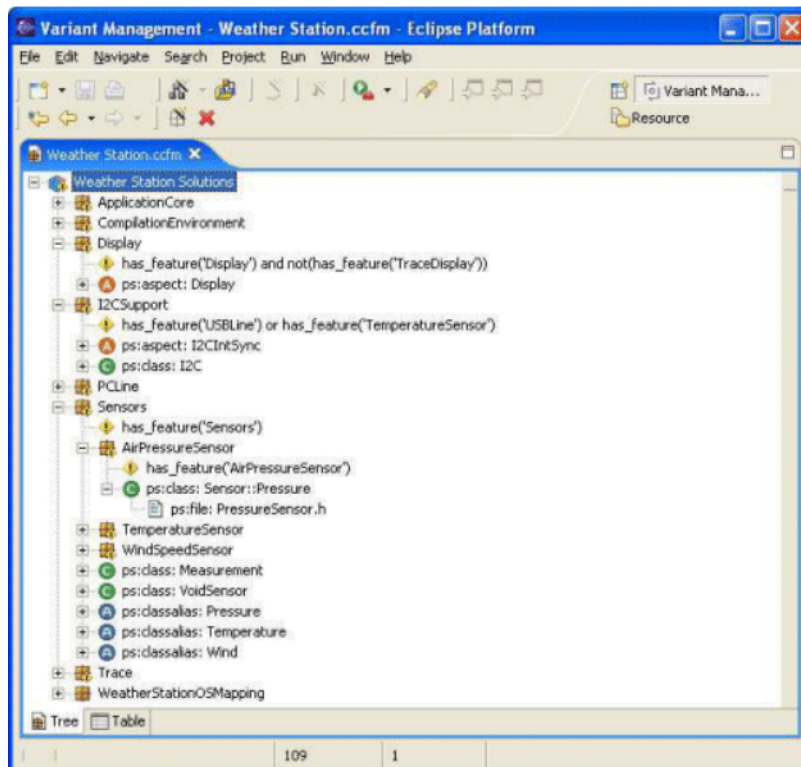 Variant Management - Weather Station.ccfm - Eclipse Platform
File Edit Navigate Search Project Run Window Help
Variant Mana...
Resource
Weather Station.ccfm
Weather Station Solutions
ApplicationCore
CompilationEnvironment
Display
has_feature('Display') and not(has_feature('TraceDisplay'))
ps:aspect: Display
I2CSupport
has_feature('USBLine') or has_feature('TemperatureSensor')
ps:aspect: I2CIntSync
ps:class: I2C
PCLine
Sensors
has_feature('Sensors')
AirPressureSensor
has_feature('AirPressureSensor')
ps:class: Sensor::Pressure
ps:file: PressureSensor.h
TemperatureSensor
WindSpeedSensor
ps:class: Measurement
ps:class: VoidSensor
ps:classalias: Pressure
ps:classalias: Temperature
ps:classalias: Wind
Trace
WeatherStationOSMapping
Tree Table
109 1